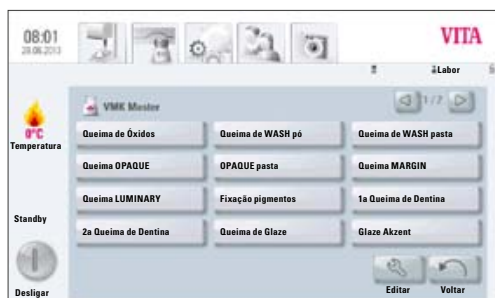 08:01
28.06.2013
VITA
Labor
VMK Master
1/2
0°C
Temperatura
Queima de Óxidos
Queima de WASH pó
Queima de WASH pasta
Queima OPAQUE
OPAQUE pasta
Queima MARGIN
Queima LUMINARY
Fixação pigmentos
1a Queima de Dentina
Standby
2a Queima de Dentina
Queima de Glaze
Glaze Akzent
Desligar
Editar
Voltar